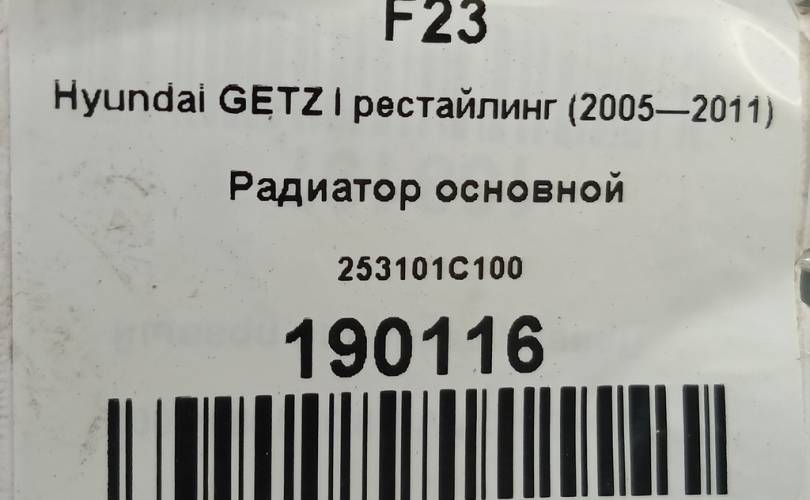 F23
Hyundai GETZ I рестайлинг (2005—2011)
Радиатор основной
253101C100
190116